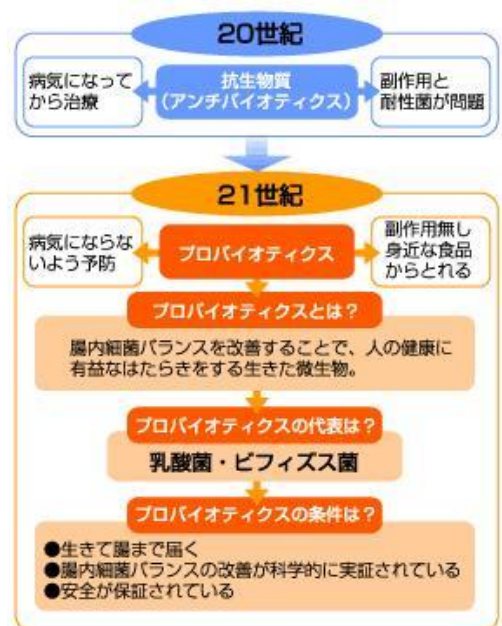 20世紀
病気になって
から治療
抗生物質
(アンチバイオティクス)
副作用と
耐性菌が問題
21世紀
病気にならな
いよう予防
プロバイオティクス
副作用無し
身近な食品
からとれる
プロバイオティクスとは?
腸内細菌バランスを改善することで、人の健康に
有益なはたらきをする生きた微生物。
プロバイオティクスの代表は?
乳酸菌・ビフィズス菌
プロバイオティクスの条件は?
●生きて腸まで届く
●腸内細菌バランスの改善が科学的に実証されている
●安全が保証されている